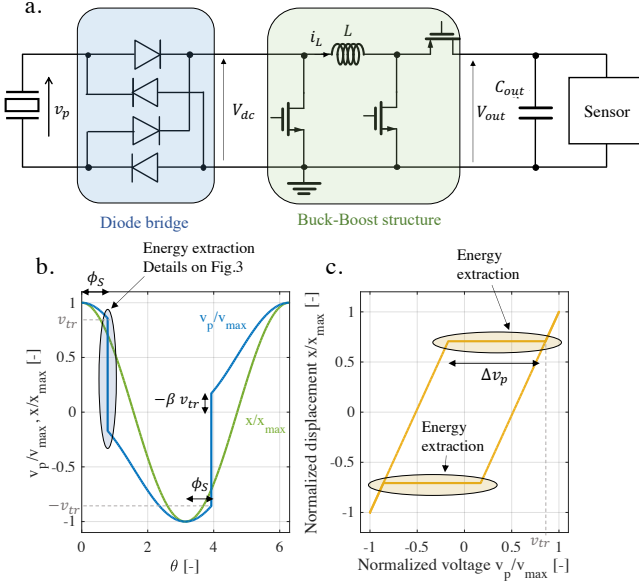 a.
i_L
L
v_p
V_dc
V_out
C_out
Sensor
Diode bridge
Buck-Boost structure
Energy extraction
Details on Fig.3
b.
ϕ_S
v_p/v_max
v_tr
−β v_tr
x/x_max
ϕ_S
−v_tr
v_p/v_max , x/x_max [-]
1
0.5
0
-0.5
-1
0
2
4
6
θ [-]
c.
Energy
extraction
Δv_p
Energy
extraction
v_tr
Normalized displacement x/x_max [-]
1
0.5
0
-0.5
-1
-1
-0.5
0
0.5
1
Normalized voltage v_p/v_max [-]